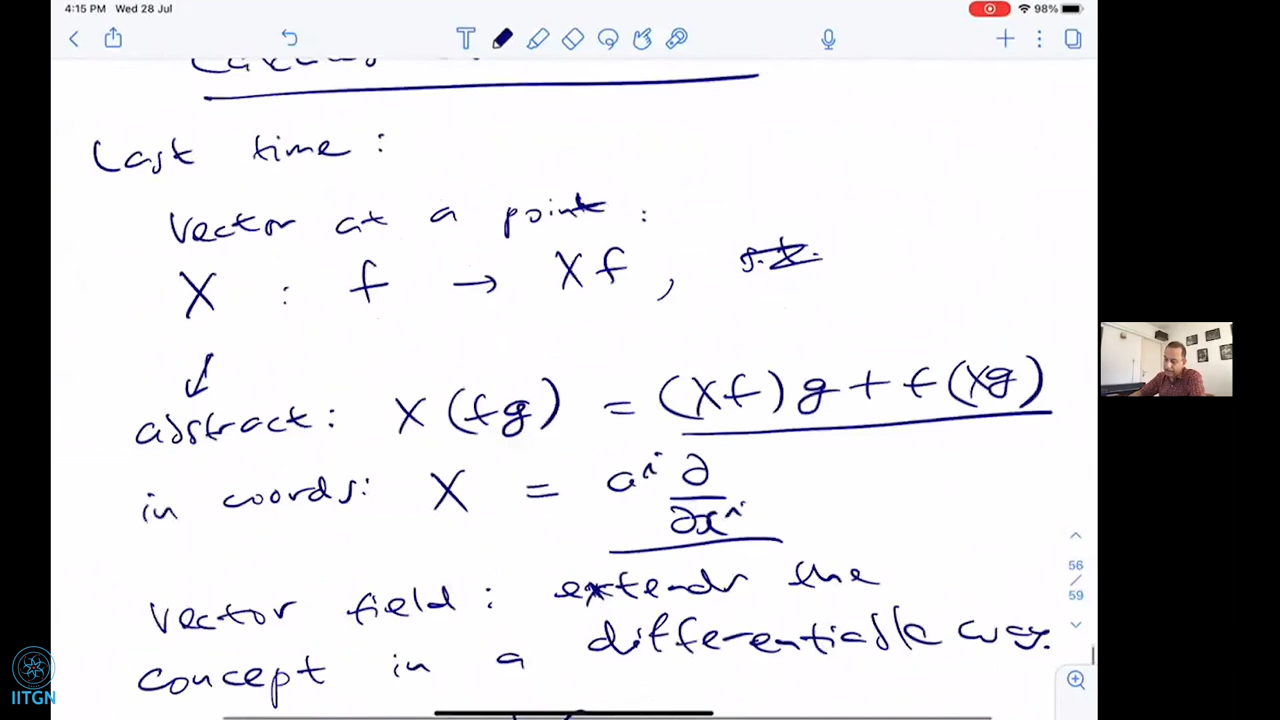 4:15 PM Wed 28 Jul
98%
Last time:
Vector at a point:
X : f → Xf,
abstract: X(fg) = (Xf)g + f(Xg)
in coords: X = a^i ∂/∂x^i
Vector field: extends the
concept in a differentiable way.
56
/
59
IITGN